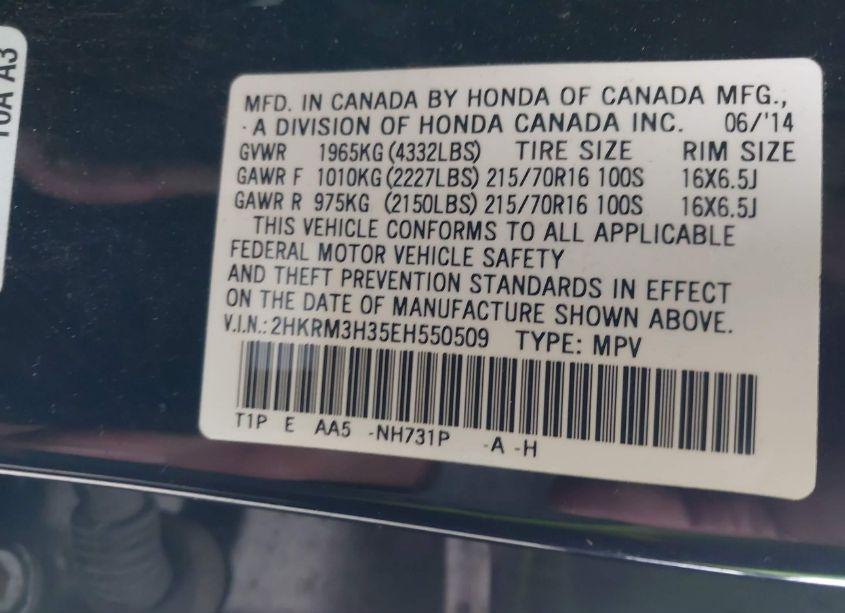 10A A3
MFD. IN CANADA BY HONDA OF CANADA MFG.,
A DIVISION OF HONDA CANADA INC. 06/'14
GVWR 1965KG (4332LBS) TIRE SIZE RIM SIZE
GAWR F 1010KG (2227LBS) 215/70R16 100S 16X6.5J
GAWR R 975KG (2150LBS) 215/70R16 100S 16X6.5J
THIS VEHICLE CONFORMS TO ALL APPLICABLE
FEDERAL MOTOR VEHICLE SAFETY
AND THEFT PREVENTION STANDARDS IN EFFECT
ON THE DATE OF MANUFACTURE SHOWN ABOVE.
V.I.N.: 2HKRM3H35EH550509 TYPE: MPV
T1P E AA5 -NH731P -A -H